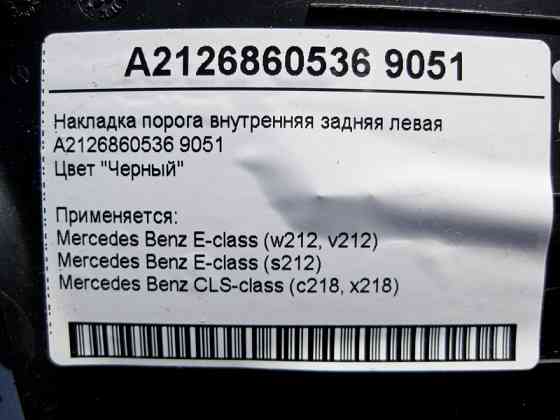 A2126860536 9051
Накладка порога внутренняя задняя левая
A2126860536 9051
Цвет "Черный"
Применяется:
Mercedes Benz E-class (w212, v212)
Mercedes Benz E-class (s212)
Mercedes Benz CLS-class (c218, x218)